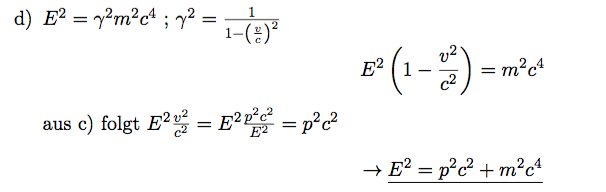 d) E² = γ²m²c⁴ ; γ² = 1/(1−(v/c)²)
E² (1 − v²/c²) = m²c⁴
aus c) folgt E² v²/c² = E² p²c²/E² = p²c²
→ E² = p²c² + m²c⁴